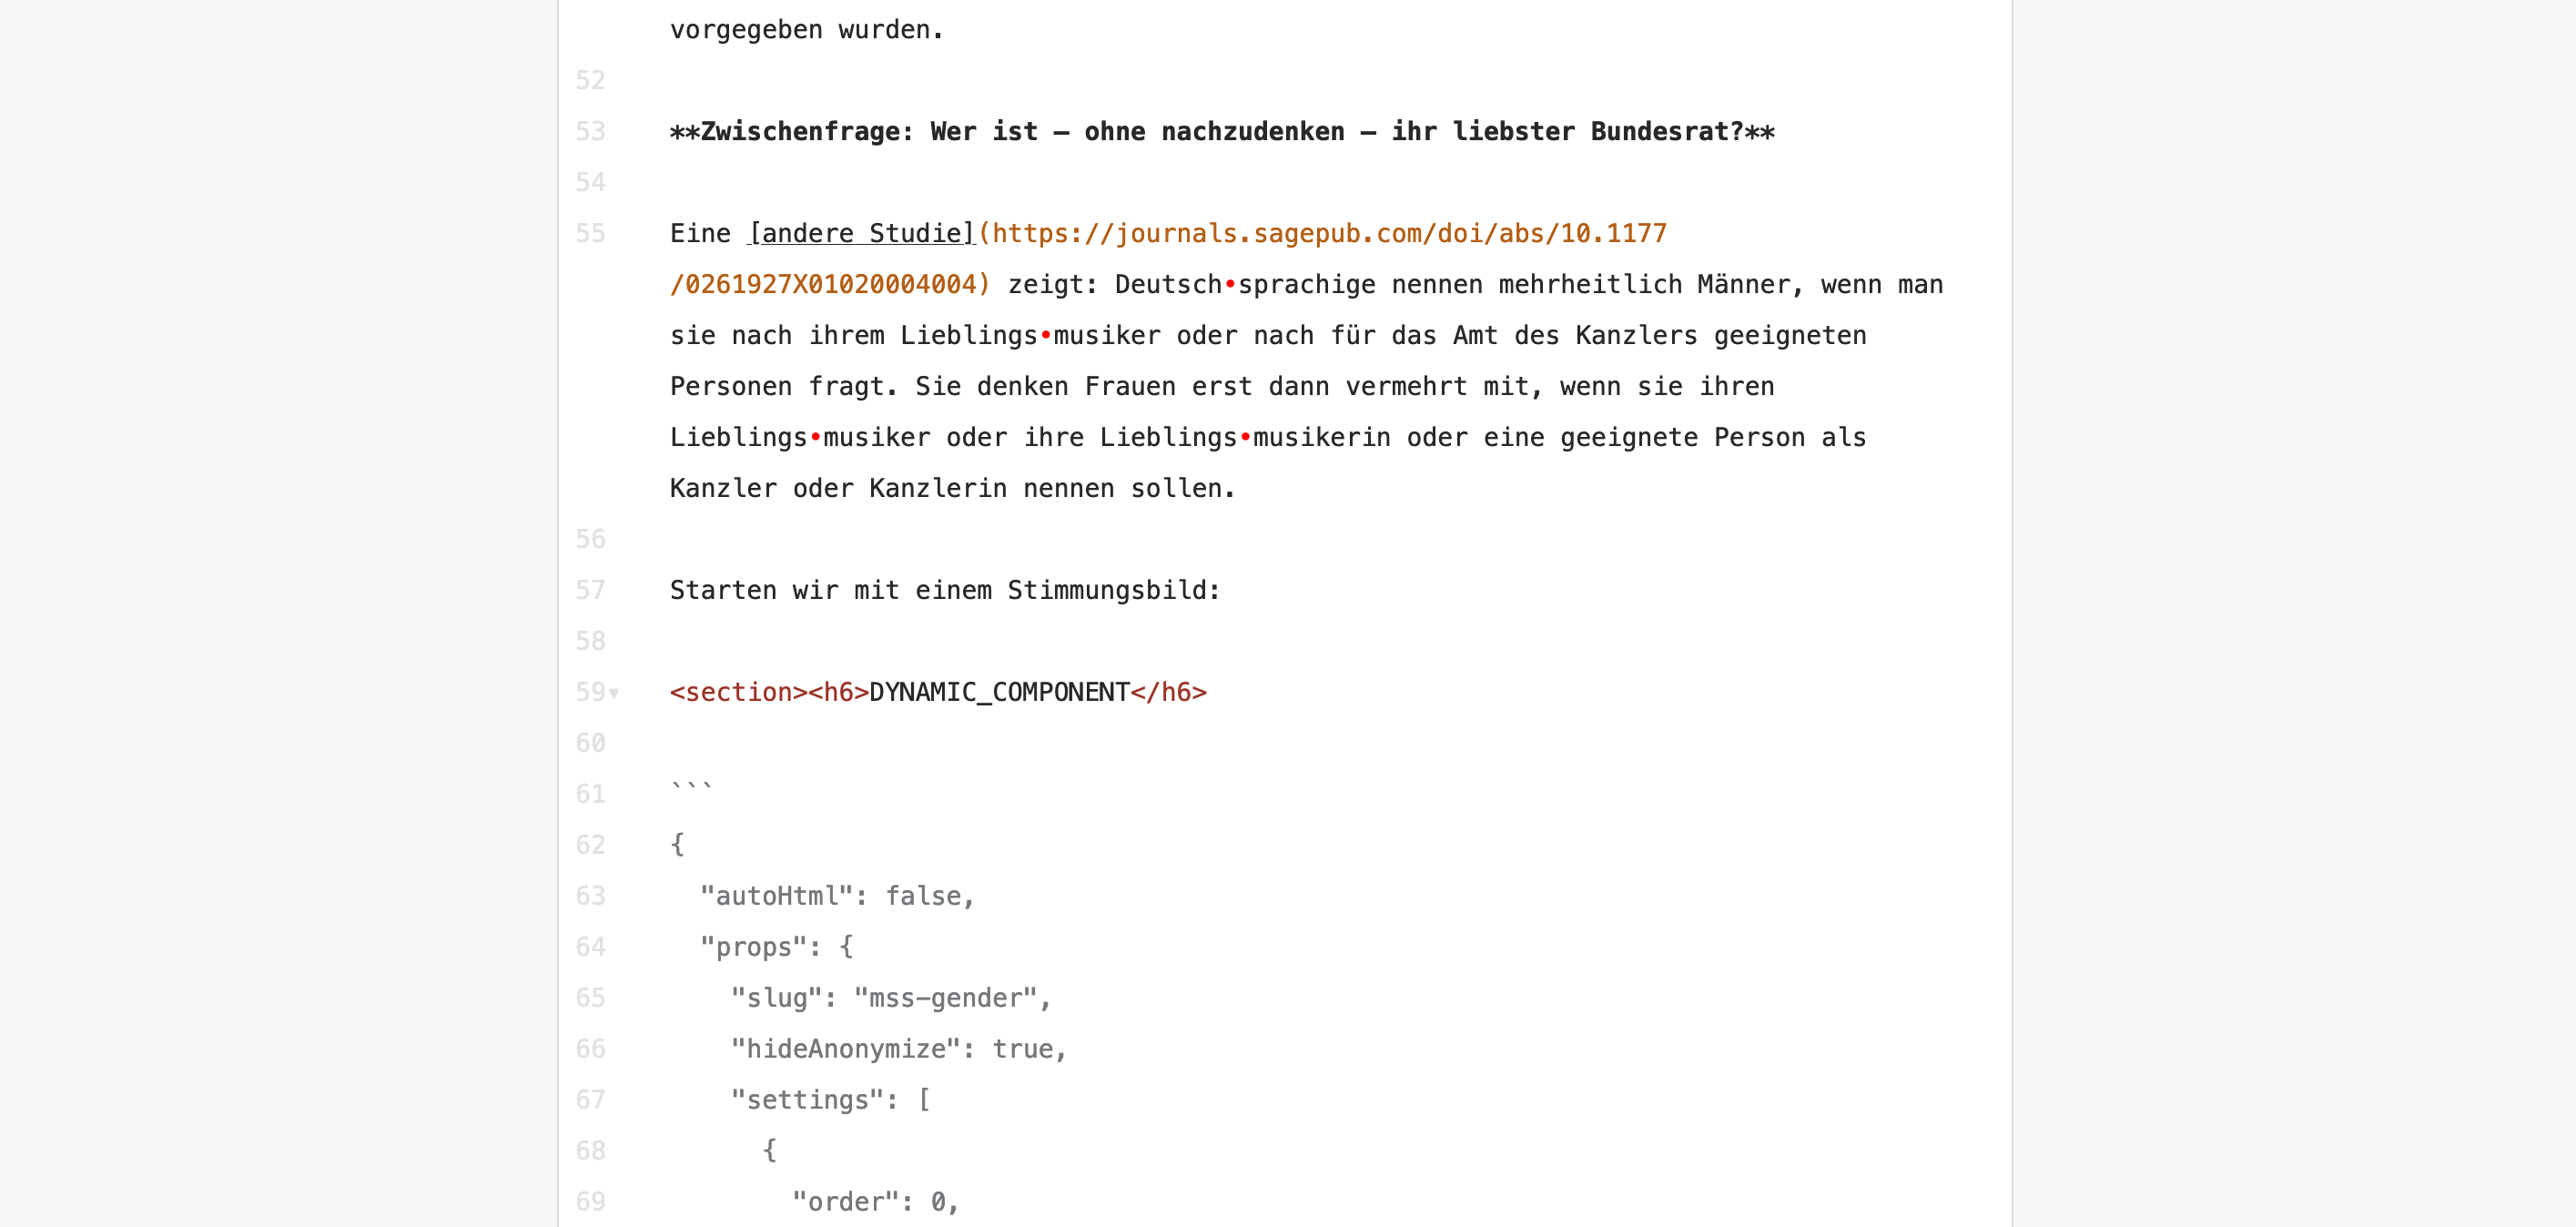 vorgegeben wurden.
52
53 **Zwischenfrage: Wer ist – ohne nachzudenken – ihr liebster Bundesrat?**
54
55 Eine [andere Studie](https://journals.sagepub.com/doi/abs/10.1177
/0261927X01020004004) zeigt: Deutsch•sprachige nennen mehrheitlich Männer, wenn man
sie nach ihrem Lieblings•musiker oder nach für das Amt des Kanzlers geeigneten
Personen fragt. Sie denken Frauen erst dann vermehrt mit, wenn sie ihren
Lieblings•musiker oder ihre Lieblings•musikerin oder eine geeignete Person als
Kanzler oder Kanzlerin nennen sollen.
56
57 Starten wir mit einem Stimmungsbild:
58
59▾ <section><h6>DYNAMIC_COMPONENT</h6>
60
61 ```
62 {
63 "autoHtml": false,
64 "props": {
65 "slug": "mss-gender",
66 "hideAnonymize": true,
67 "settings": [
68 {
69 "order": 0,